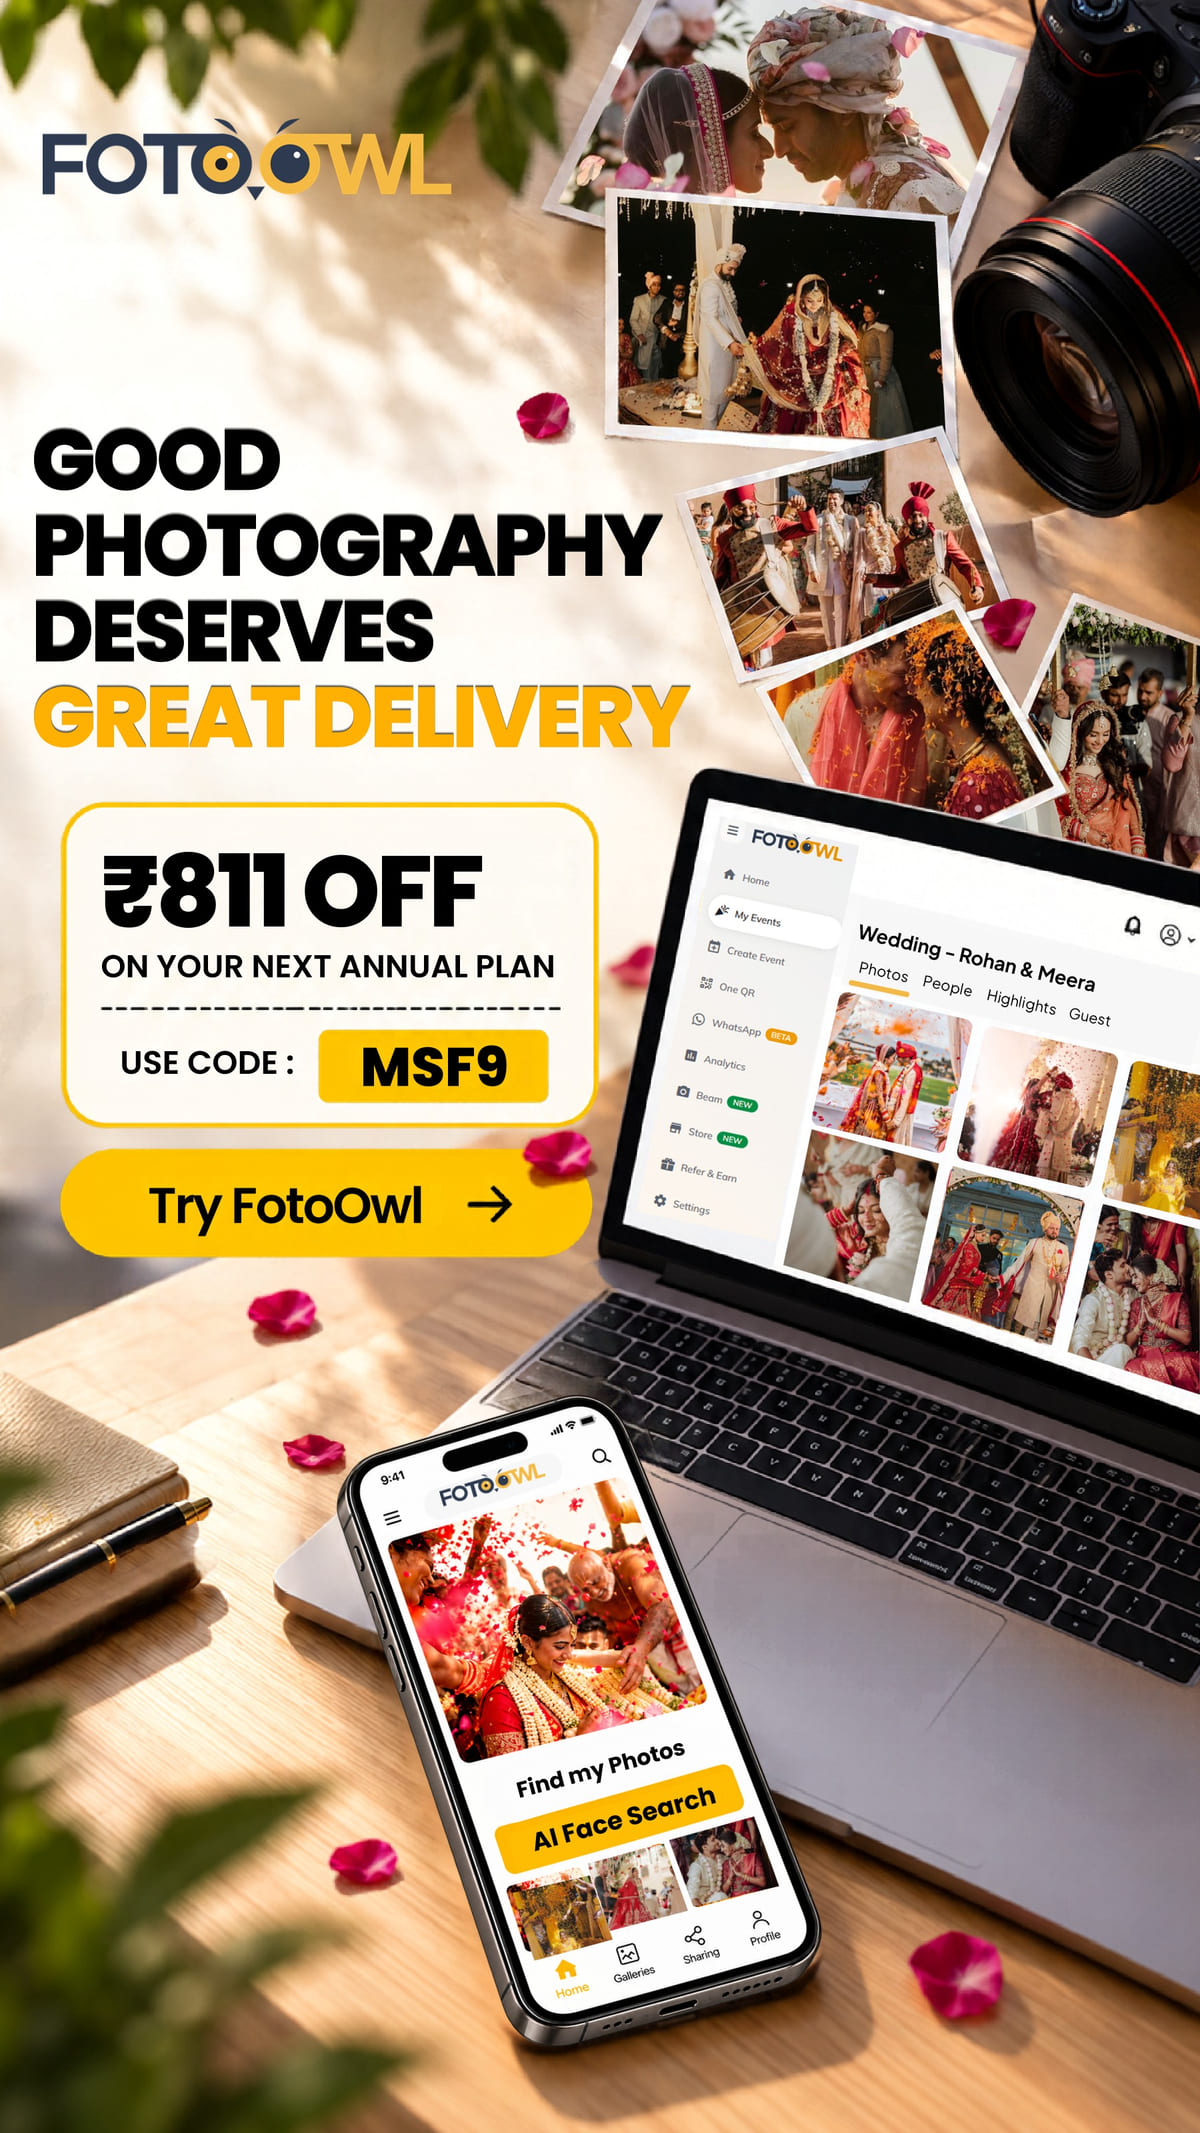 FOTOOWL
GOOD
PHOTOGRAPHY
DESERVES
GREAT DELIVERY
₹811 OFF
ON YOUR NEXT ANNUAL PLAN
USE CODE :
MSF9
Try FotoOwl →
FOTOOWL
Home
My Events
Create Event
One QR
WhatsApp BETA
Analytics
Beam NEW
Store NEW
Refer & Earn
Settings
Wedding - Rohan & Meera
Photos People Highlights Guest
9:41
FOTOOWL
Find my Photos
AI Face Search
Home Galleries Sharing Profile